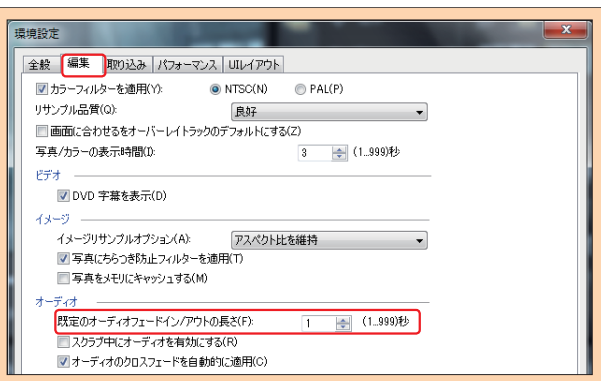 環境設定
全般 編集 取り込み パフォーマンス UIレイアウト
カラーフィルターを適用(Y): NTSC(N) PAL(P)
リサンプル品質(Q): 良好
画面に合わせるをオーバーレイトラックのデフォルトにする(Z)
写真/カラーの表示時間(I): 3 (1...999)秒
ビデオ
DVD 字幕を表示(D)
イメージ
イメージリサンプルオプション(A): アスペクト比を維持
写真にちらつき防止フィルターを適用(T)
写真をメモリにキャッシュする(M)
オーディオ
既定のオーディオフェードイン/アウトの長さ(F): 1 (1...999)秒
スクラブ中にオーディオを有効にする(R)
オーディオのクロスフェードを自動的に適用(C)